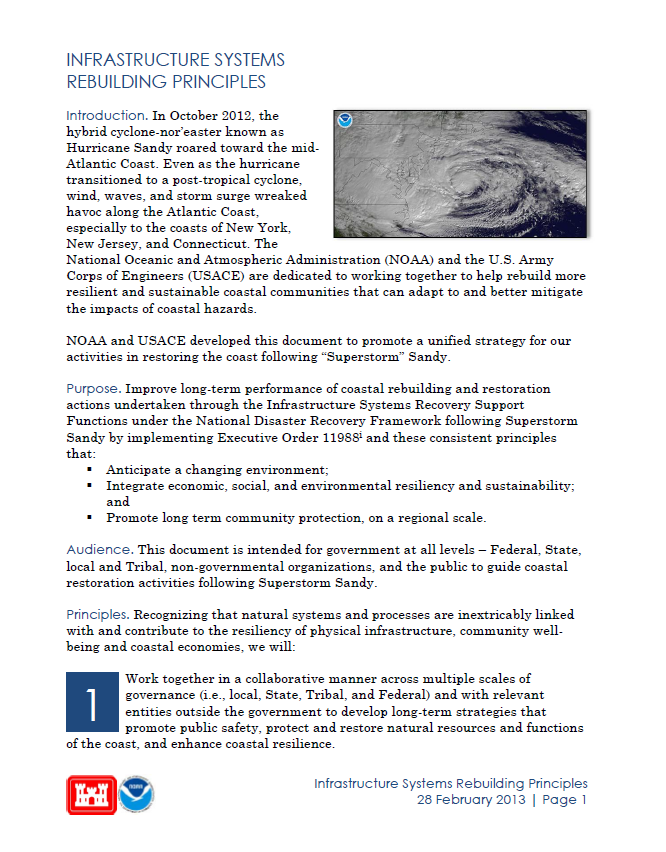 INFRASTRUCTURE SYSTEMS
REBUILDING PRINCIPLES
Introduction. In October 2012, the
hybrid cyclone-nor’easter known as
Hurricane Sandy roared toward the mid-
Atlantic Coast. Even as the hurricane
transitioned to a post-tropical cyclone,
wind, waves, and storm surge wreaked
havoc along the Atlantic Coast,
especially to the coasts of New York,
New Jersey, and Connecticut. The
National Oceanic and Atmospheric Administration (NOAA) and the U.S. Army
Corps of Engineers (USACE) are dedicated to working together to help rebuild more
resilient and sustainable coastal communities that can adapt to and better mitigate
the impacts of coastal hazards.
NOAA and USACE developed this document to promote a unified strategy for our
activities in restoring the coast following “Superstorm” Sandy.
Purpose. Improve long-term performance of coastal rebuilding and restoration
actions undertaken through the Infrastructure Systems Recovery Support
Functions under the National Disaster Recovery Framework following Superstorm
Sandy by implementing Executive Order 11988i and these consistent principles
that:
▪ Anticipate a changing environment;
▪ Integrate economic, social, and environmental resiliency and sustainability;
and
▪ Promote long term community protection, on a regional scale.
Audience. This document is intended for government at all levels – Federal, State,
local and Tribal, non-governmental organizations, and the public to guide coastal
restoration activities following Superstorm Sandy.
Principles. Recognizing that natural systems and processes are inextricably linked
with and contribute to the resiliency of physical infrastructure, community well-
being and coastal economies, we will:
1
Work together in a collaborative manner across multiple scales of
governance (i.e., local, State, Tribal, and Federal) and with relevant
entities outside the government to develop long-term strategies that
promote public safety, protect and restore natural resources and functions
of the coast, and enhance coastal resilience.
NOAA
Infrastructure Systems Rebuilding Principles
28 February 2013 | Page 1